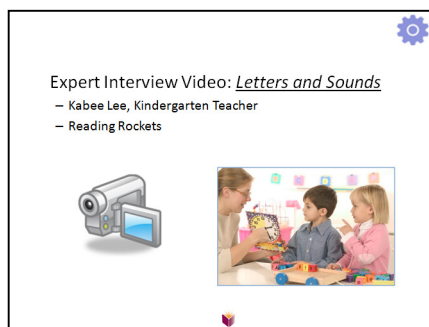 Expert Interview Video: Letters and Sounds
– Kabee Lee, Kindergarten Teacher
– Reading Rockets